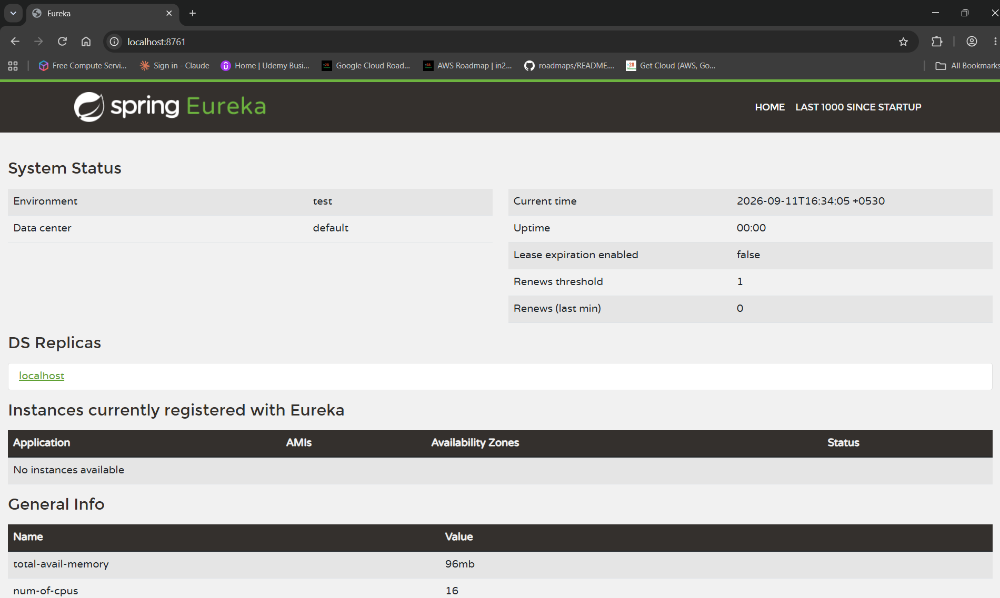 Eureka
localhost:8761
Free Compute Servi...
Sign in - Claude
Home | Udemy Busi...
Google Cloud Road...
AWS Roadmap | in2...
roadmaps/README....
Get Cloud (AWS, Go...
All Bookmarks
spring Eureka
HOME LAST 1000 SINCE STARTUP
System Status
Environment test
Data center default
Current time 2026-09-11T16:34:05 +0530
Uptime 00:00
Lease expiration enabled false
Renews threshold 1
Renews (last min) 0
DS Replicas
localhost
Instances currently registered with Eureka
Application AMIs Availability Zones Status
No instances available
General Info
Name Value
total-avail-memory 96mb
num-of-cpus 16